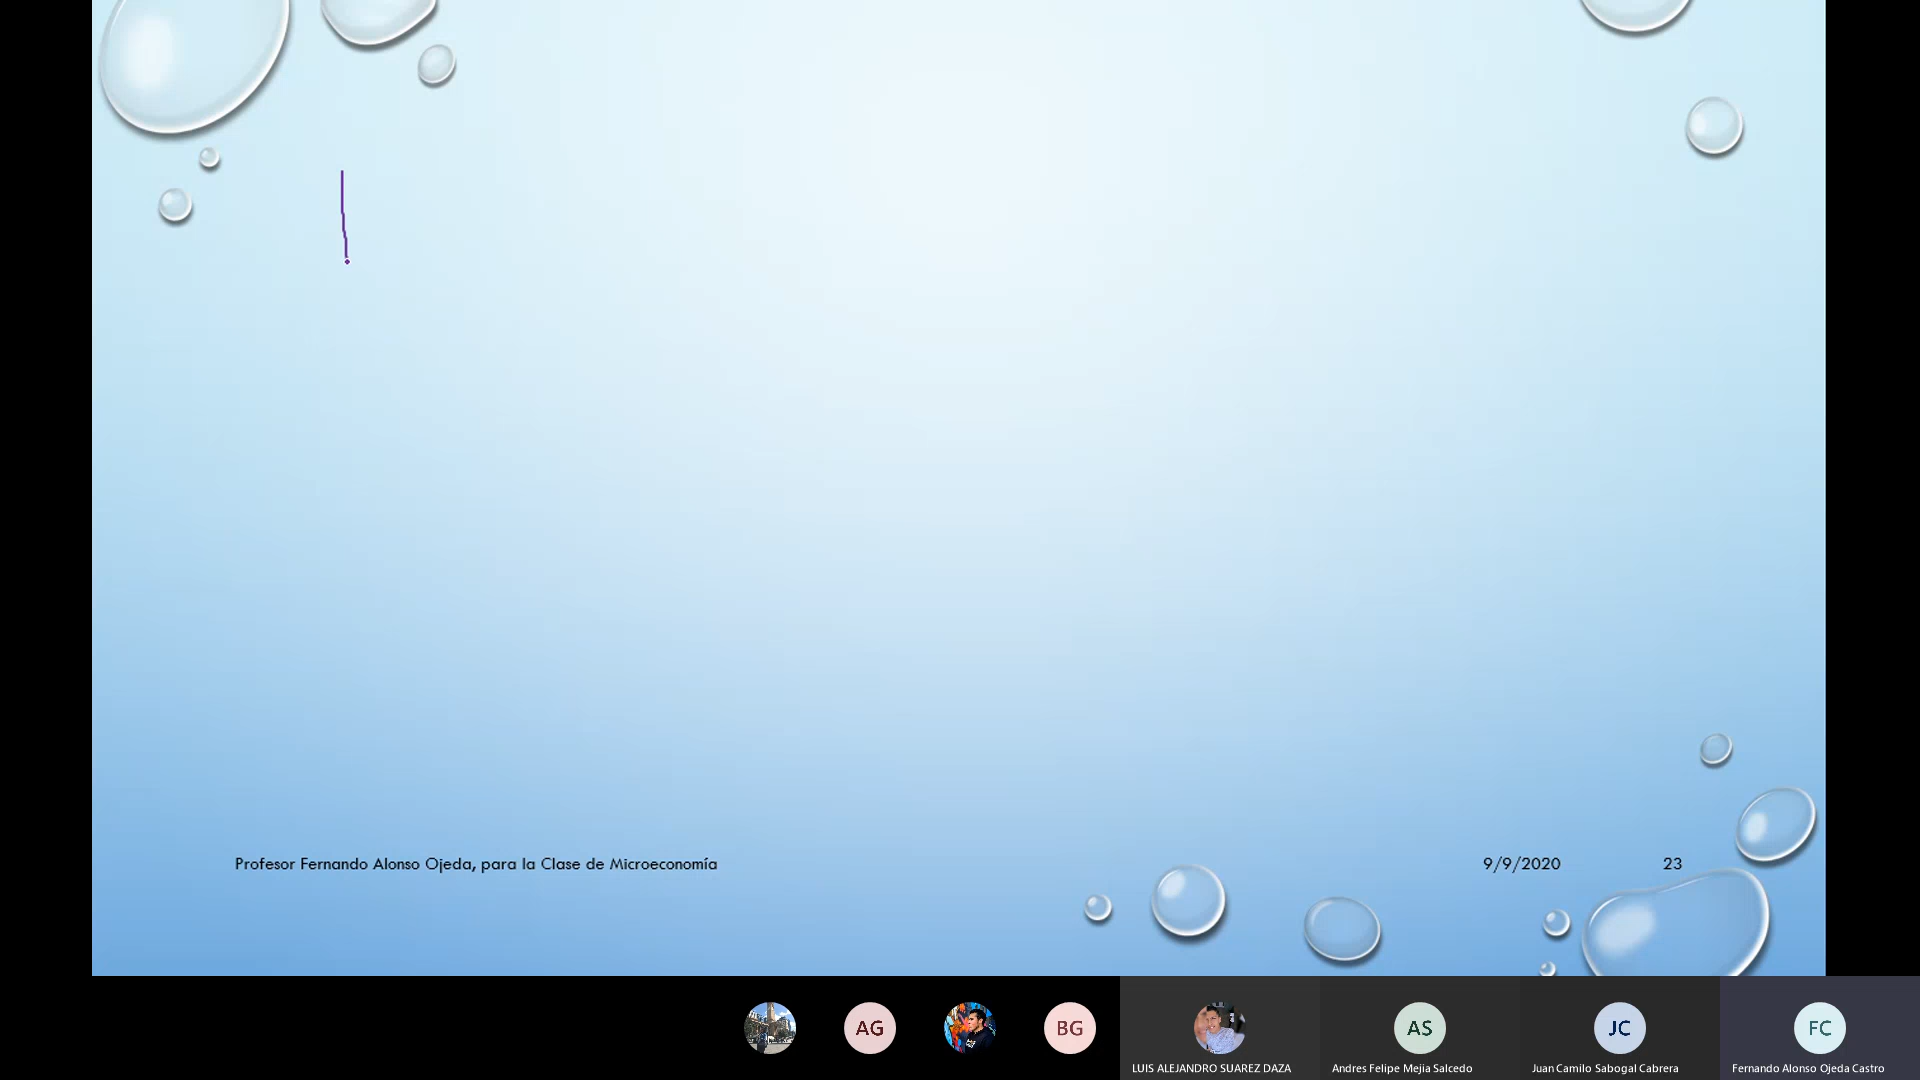 Profesor Fernando Alonso Ojeda, para la Clase de Microeconomía
9/9/2020
23
AG
BG
AS
JC
FC
LUIS ALEJANDRO SUAREZ DAZA
Andres Felipe Mejia Salcedo
Juan Camilo Sabogal Cabrera
Fernando Alonso Ojeda Castro